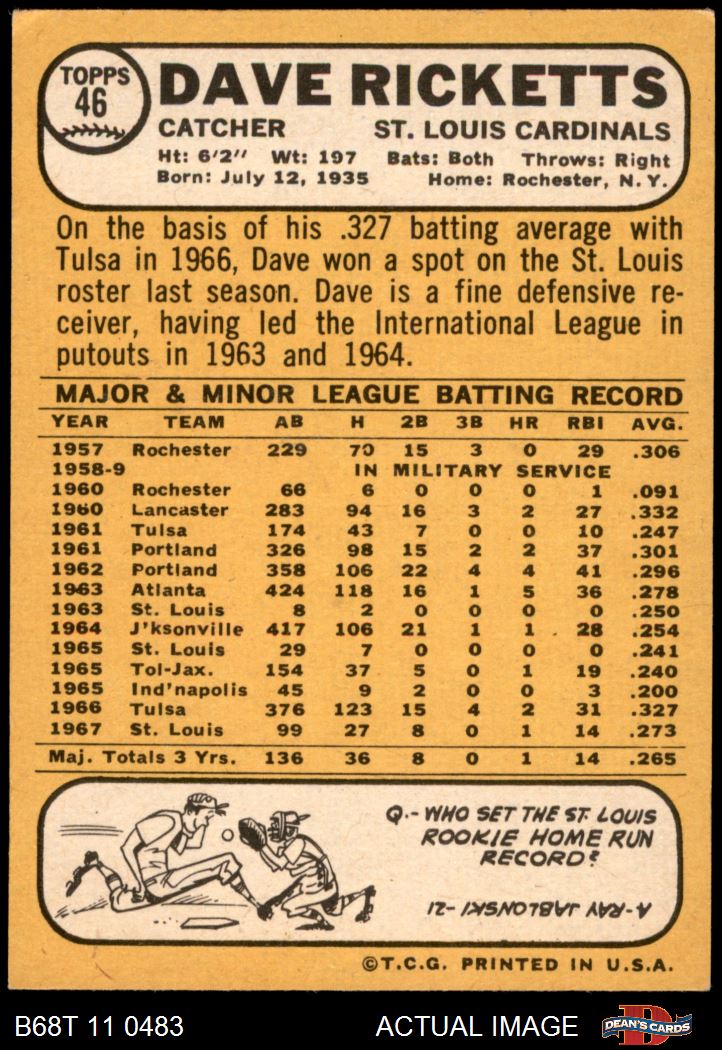 TOPPS
46
DAVE RICKETTS
CATCHER ST. LOUIS CARDINALS
Ht: 6'2" Wt: 197 Bats: Both Throws: Right
Born: July 12, 1935 Home: Rochester, N. Y.
On the basis of his .327 batting average with
Tulsa in 1966, Dave won a spot on the St. Louis
roster last season. Dave is a fine defensive re-
ceiver, having led the International League in
putouts in 1963 and 1964.
MAJOR & MINOR LEAGUE BATTING RECORD
YEAR TEAM AB H 2B 3B HR RBI AVG.
1957 Rochester 229 70 15 3 0 29 .306
1958-9 IN MILITARY SERVICE
1960 Rochester 66 6 0 0 0 1 .091
1960 Lancaster 283 94 16 3 2 27 .332
1961 Tulsa 174 43 7 0 0 10 .247
1961 Portland 326 98 15 2 2 37 .301
1962 Portland 358 106 22 4 4 41 .296
1963 Atlanta 424 118 16 1 5 36 .278
1963 St. Louis 8 2 0 0 0 0 .250
1964 J'ksonville 417 106 21 1 1 28 .254
1965 St. Louis 29 7 0 0 0 0 .241
1965 Tol-Jax. 154 37 5 0 1 19 .240
1965 Ind'napolis 45 9 2 0 0 3 .200
1966 Tulsa 376 123 15 4 2 31 .327
1967 St. Louis 99 27 8 0 1 14 .273
Maj. Totals 3 Yrs. 136 36 8 0 1 14 .265
Q.-WHO SET THE ST. LOUIS
ROOKIE HOME RUN
RECORD?
A-RAY JABLONSKI -21
©T.C.G. PRINTED IN U.S.A.
B68T 11 0483 ACTUAL IMAGE
D
DEAN'S CARDS